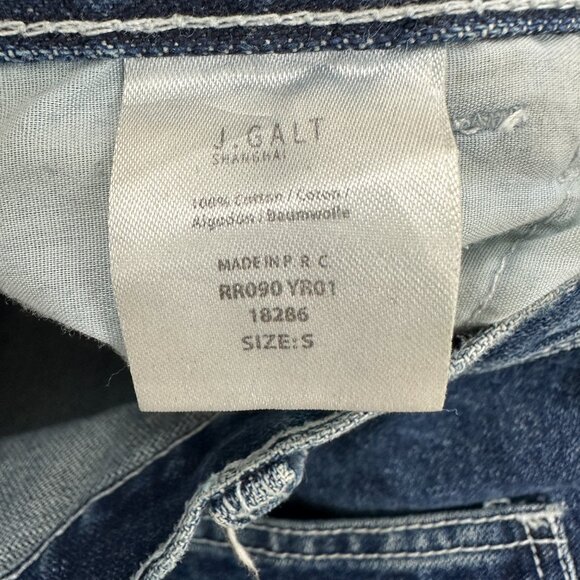 J.GALT
SHANGHAI
100% Cotton / Coton /
Algodon / Baumwolle
MADE IN P R C
RR090 YR01
18286
SIZE: S